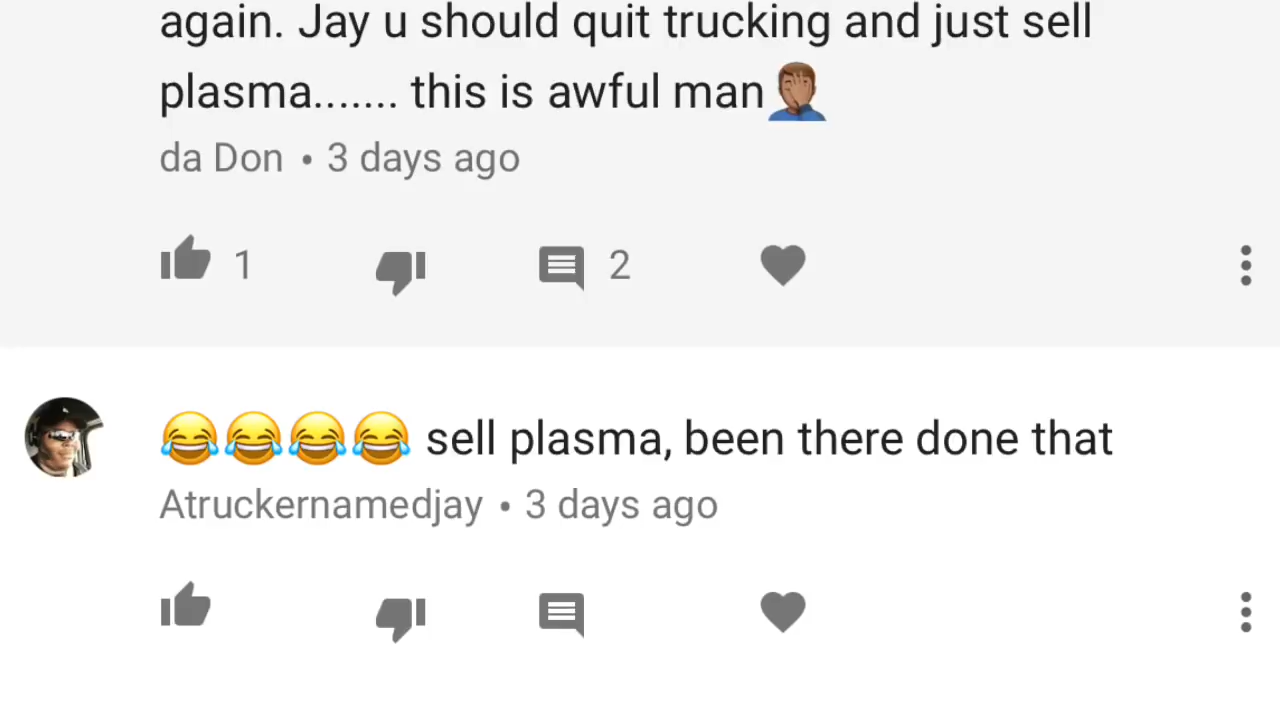 again. Jay u should quit trucking and just sell
plasma....... this is awful man🤦🏾‍♂️
da Don • 3 days ago
1
2
😂😂😂😂 sell plasma, been there done that
Atruckernamedjay • 3 days ago